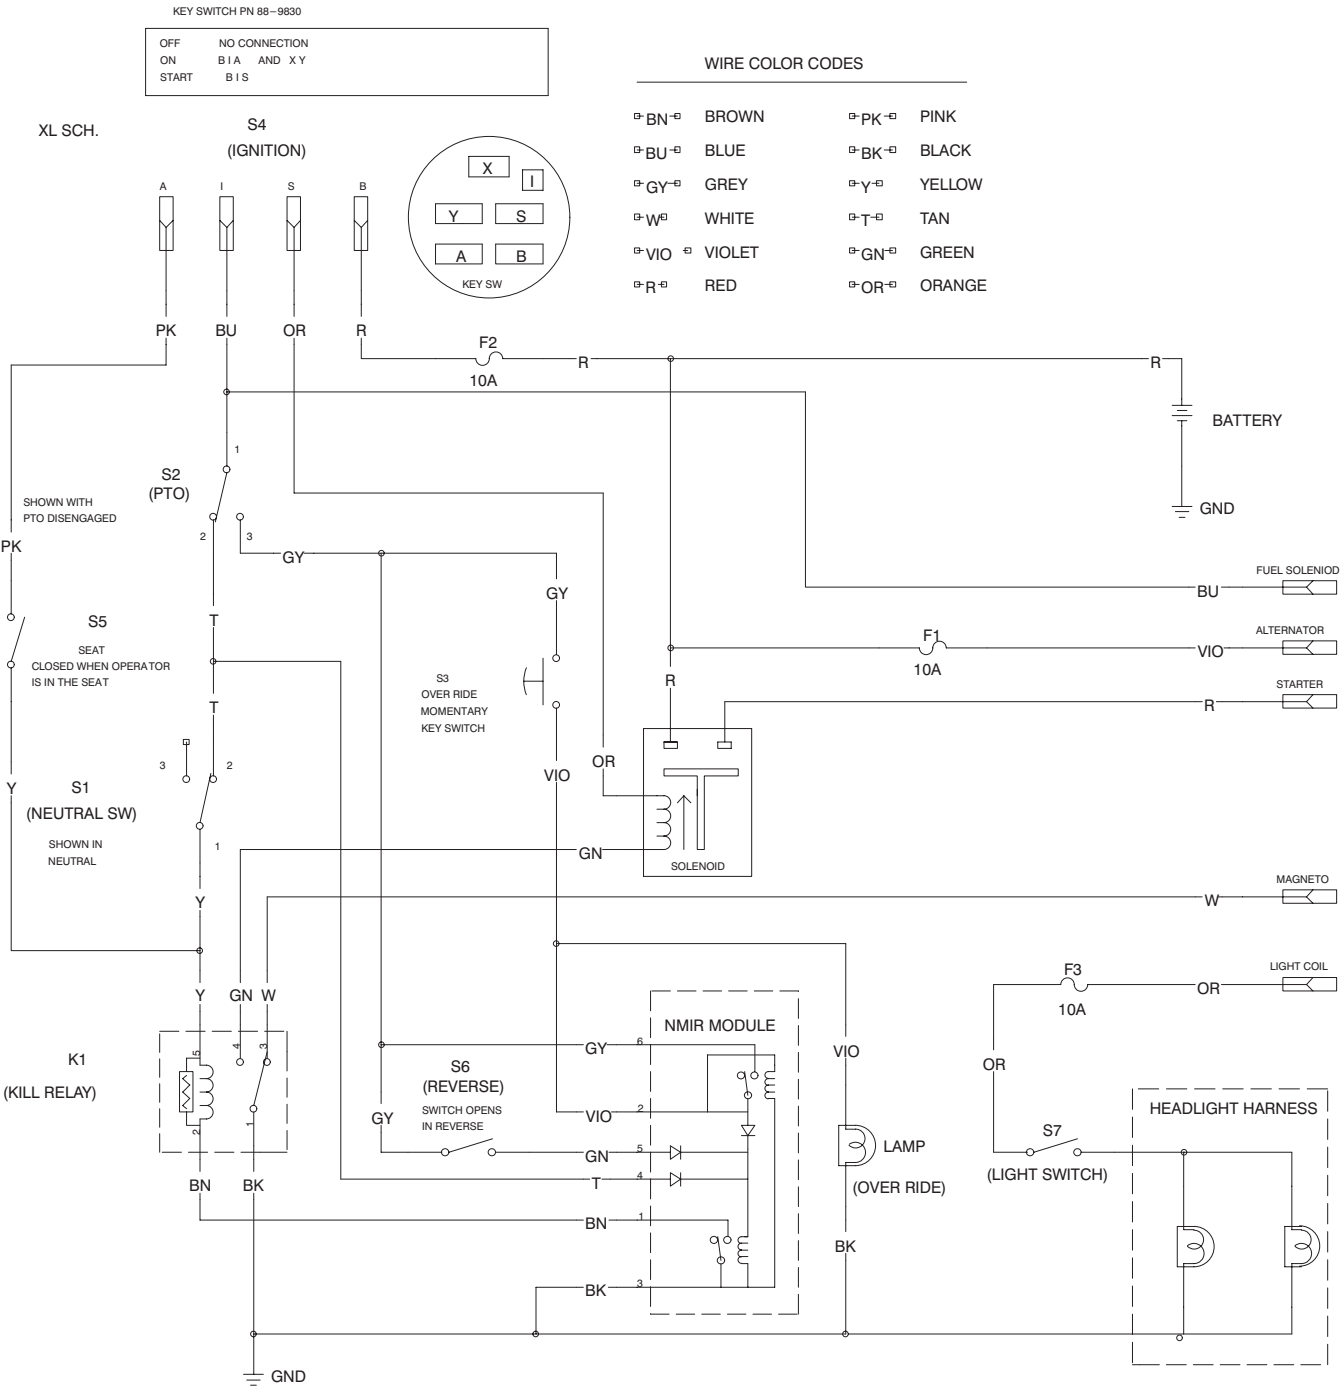 KEY SWITCH PN 88-9830
OFF NO CONNECTION
ON B I A AND X Y
START B I S
WIRE COLOR CODES
BN BROWN PK PINK
BU BLUE BK BLACK
GY GREY Y YELLOW
W WHITE T TAN
VIO VIOLET GN GREEN
R RED OR ORANGE
XL SCH.
S4
(IGNITION)
A I S B
X
I
Y S
A B
KEY SW
PK BU OR R
F2
10A
R
R
BATTERY
GND
1
S2
(PTO)
SHOWN WITH
PTO DISENGAGED
2 3
PK
GY
GY
FUEL SOLENIOD
BU
T
S5
SEAT
CLOSED WHEN OPERATOR
IS IN THE SEAT
ALTERNATOR
F1
10A
VIO
S3
OVER RIDE
MOMENTARY
KEY SWITCH
R
STARTER
R
T
3 2
OR
VIO
Y
S1
(NEUTRAL SW)
SHOWN IN
NEUTRAL
1
GN
SOLENOID
MAGNETO
W
Y
LIGHT COIL
F3
10A
OR
Y GN W
NMIR MODULE
K1
(KILL RELAY)
5 4 3
2 1
GY 6
S6
(REVERSE)
SWITCH OPENS
IN REVERSE
GY
VIO 2
GN 5
T 4
VIO
OR
LAMP
(OVER RIDE)
S7
(LIGHT SWITCH)
HEADLIGHT HARNESS
BN BK
BN 1
BK
BK 3
GND